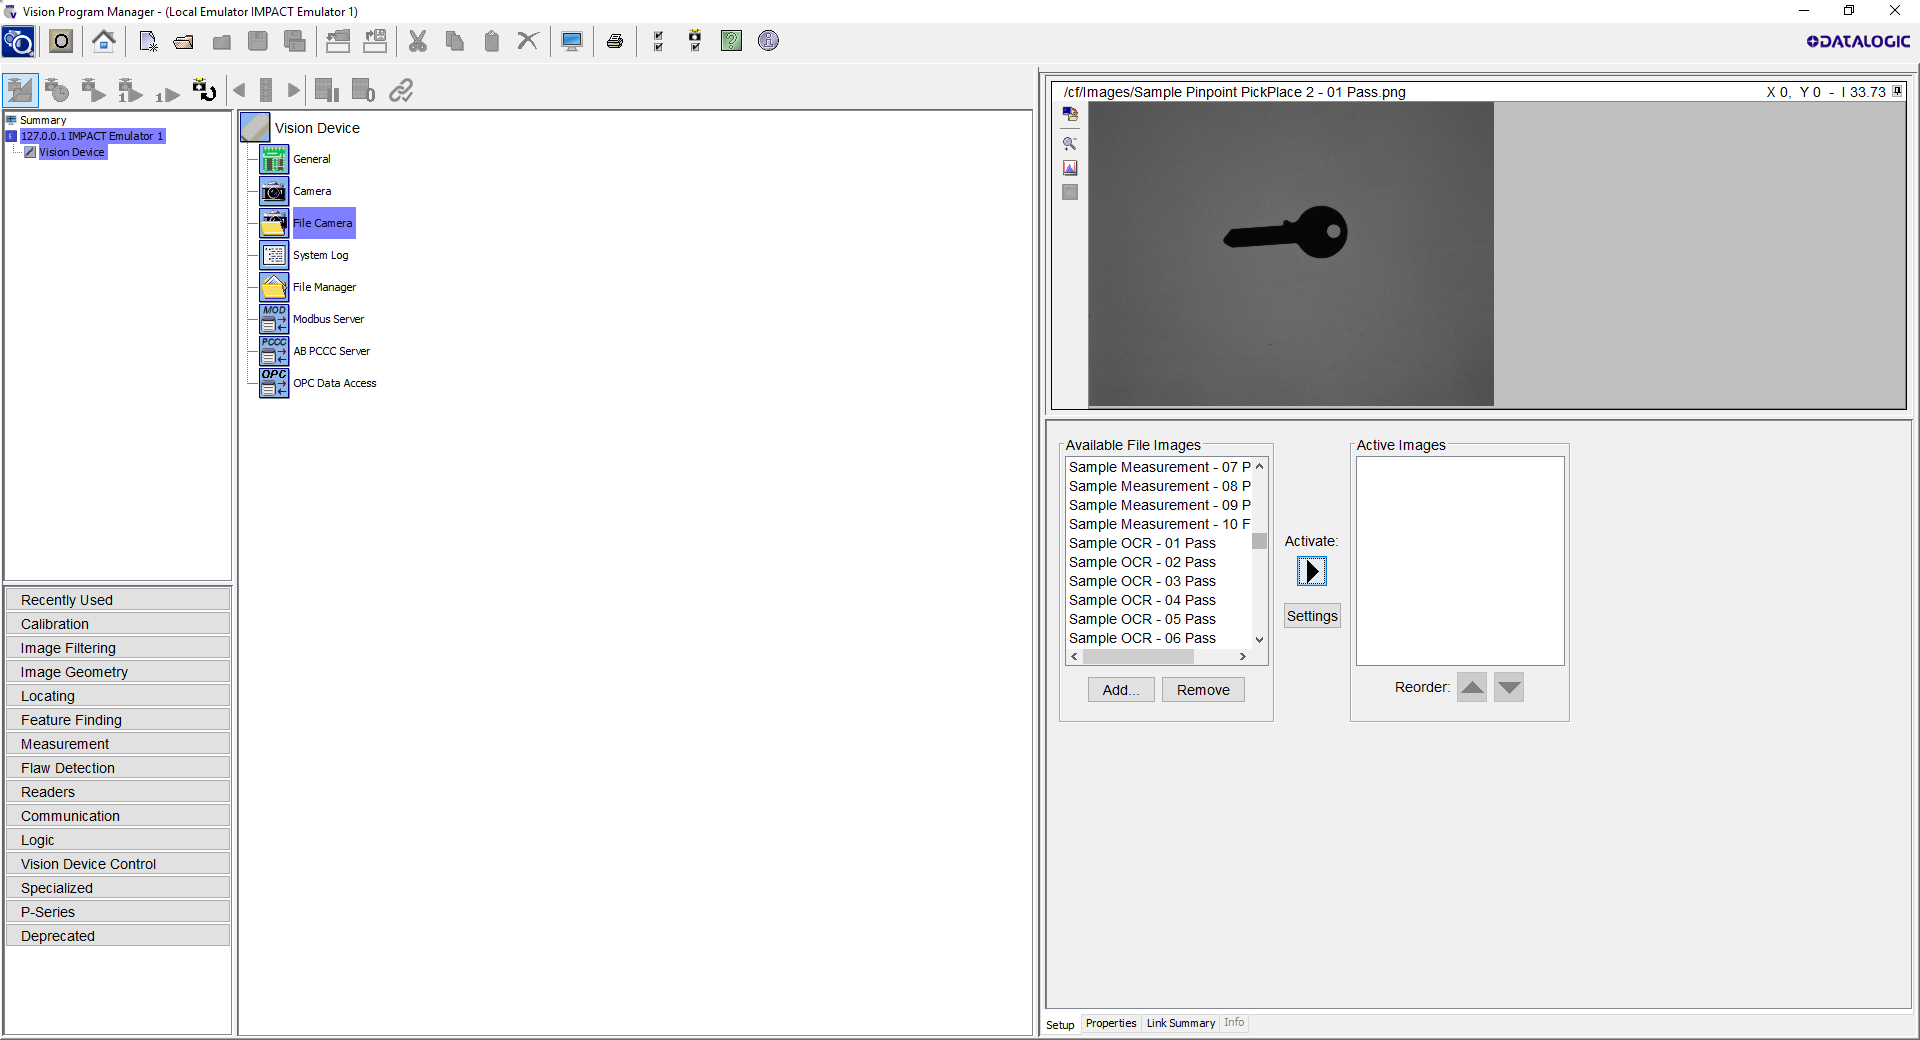 Vision Program Manager - (Local Emulator IMPACT Emulator 1)
DATALOGIC
Summary
127.0.0.1 IMPACT Emulator 1
Vision Device
Recently Used
Calibration
Image Filtering
Image Geometry
Locating
Feature Finding
Measurement
Flaw Detection
Readers
Communication
Logic
Vision Device Control
Specialized
P-Series
Deprecated
Vision Device
General
Camera
File Camera
System Log
File Manager
MOD
Modbus Server
PCCC
AB PCCC Server
OPC
OPC Data Access
/cf/Images/Sample Pinpoint PickPlace 2 - 01 Pass.png
X 0, Y 0 - I 33.73
Available File Images
Sample Measurement - 07 P
Sample Measurement - 08 P
Sample Measurement - 09 P
Sample Measurement - 10 F
Sample OCR - 01 Pass
Sample OCR - 02 Pass
Sample OCR - 03 Pass
Sample OCR - 04 Pass
Sample OCR - 05 Pass
Sample OCR - 06 Pass
Add...
Remove
Activate:
Settings
Active Images
Reorder:
Setup
Properties
Link Summary
Info